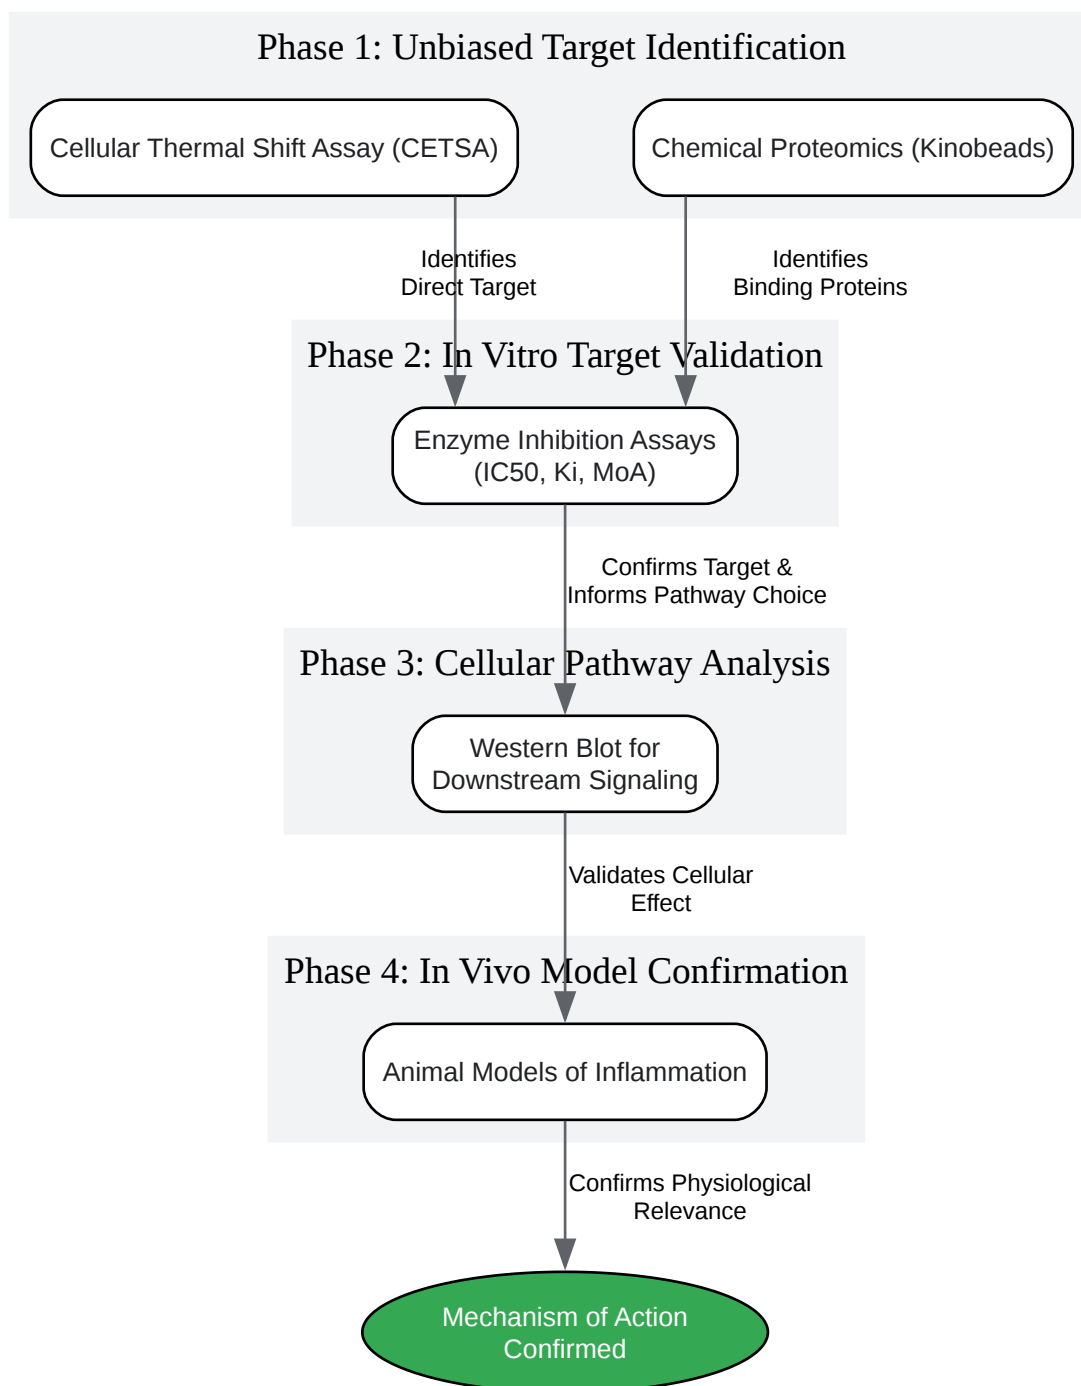 Phase 1: Unbiased Target Identification
Cellular Thermal Shift Assay (CETSA)
Chemical Proteomics (Kinobeads)
Identifies
Direct Target
Identifies
Binding Proteins
Phase 2: In Vitro Target Validation
Enzyme Inhibition Assays
(IC50, Ki, MoA)
Confirms Target &
Informs Pathway Choice
Phase 3: Cellular Pathway Analysis
Western Blot for
Downstream Signaling
Validates Cellular
Effect
Phase 4: In Vivo Model Confirmation
Animal Models of Inflammation
Confirms Physiological
Relevance
Mechanism of Action
Confirmed